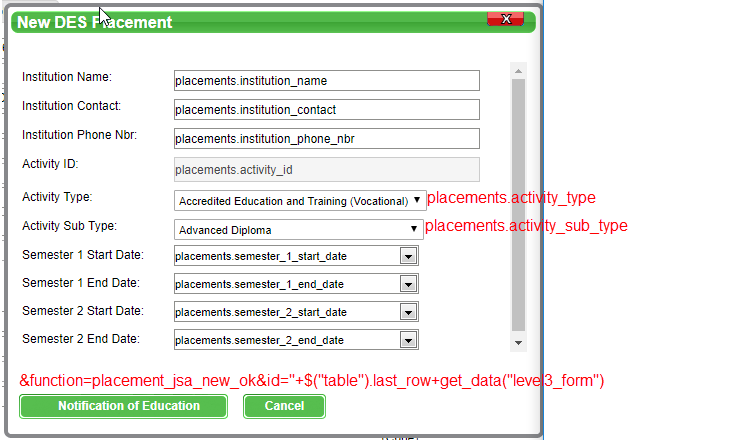 New DES Placement X
Institution Name: placements.institution_name
Institution Contact: placements.institution_contact
Institution Phone Nbr: placements.institution_phone_nbr
Activity ID: placements.activity_id
Activity Type: Accredited Education and Training (Vocational) placements.activity_type
Activity Sub Type: Advanced Diploma placements.activity_sub_type
Semester 1 Start Date: placements.semester_1_start_date
Semester 1 End Date: placements.semester_1_end_date
Semester 2 Start Date: placements.semester_2_start_date
Semester 2 End Date: placements.semester_2_end_date
&function=placement_jsa_new_ok&id="+$("table").last_row+get_data("level3_form")
Notification of Education Cancel